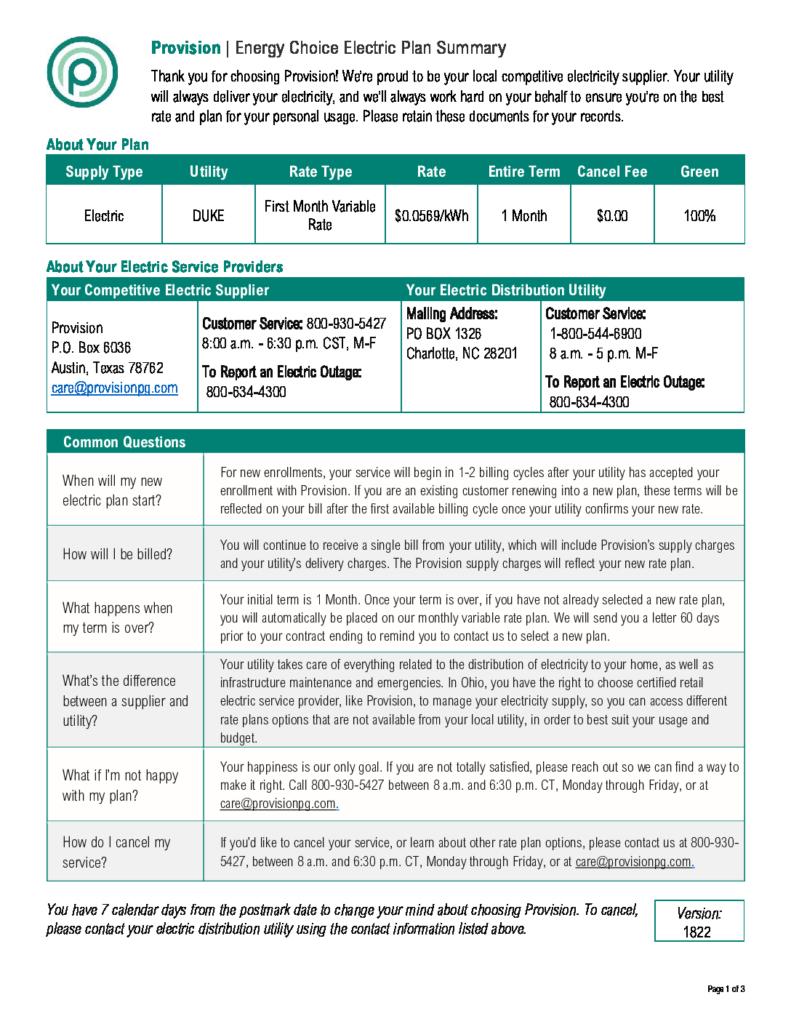 Provision | Energy Choice Electric Plan Summary
Thank you for choosing Provision! We're proud to be your local competitive electricity supplier. Your utility
will always deliver your electricity, and we'll always work hard on your behalf to ensure you're on the best
rate and plan for your personal usage. Please retain these documents for your records.
About Your Plan
Supply Type Utility Rate Type Rate Entire Term Cancel Fee Green
Electric DUKE First Month Variable
Rate $0.0569/kWh 1 Month $0.00 100%
About Your Electric Service Providers
Your Competitive Electric Supplier Your Electric Distribution Utility
Provision
P.O. Box 6036
Austin, Texas 78762
care@provisionpg.com
Customer Service: 800-930-5427
8:00 a.m. - 6:30 p.m. CST, M-F
To Report an Electric Outage:
800-634-4300
Mailing Address:
PO BOX 1326
Charlotte, NC 28201
Customer Service:
1-800-544-6900
8 a.m. - 5 p.m. M-F
To Report an Electric Outage:
800-634-4300
Common Questions
When will my new
electric plan start?
For new enrollments, your service will begin in 1-2 billing cycles after your utility has accepted your
enrollment with Provision. If you are an existing customer renewing into a new plan, these terms will be
reflected on your bill after the first available billing cycle once your utility confirms your new rate.
How will I be billed?
You will continue to receive a single bill from your utility, which will include Provision's supply charges
and your utility's delivery charges. The Provision supply charges will reflect your new rate plan.
What happens when
my term is over?
Your initial term is 1 Month. Once your term is over, if you have not already selected a new rate plan,
you will automatically be placed on our monthly variable rate plan. We will send you a letter 60 days
prior to your contract ending to remind you to contact us to select a new plan.
What's the difference
between a supplier and
utility?
Your utility takes care of everything related to the distribution of electricity to your home, as well as
infrastructure maintenance and emergencies. In Ohio, you have the right to choose certified retail
electric service provider, like Provision, to manage your electricity supply, so you can access different
rate plans options that are not available from your local utility, in order to best suit your usage and
budget.
What if I'm not happy
with my plan?
Your happiness is our only goal. If you are not totally satisfied, please reach out so we can find a way to
make it right. Call 800-930-5427 between 8 a.m. and 6:30 p.m. CT, Monday through Friday, or at
care@provisionpg.com.
How do I cancel my
service?
If you'd like to cancel your service, or learn about other rate plan options, please contact us at 800-930-
5427, between 8 a.m. and 6:30 p.m. CT, Monday through Friday, or at care@provisionpg.com.
You have 7 calendar days from the postmark date to change your mind about choosing Provision. To cancel,
please contact your electric distribution utility using the contact information listed above.
Version:
1822
Page 1 of 3